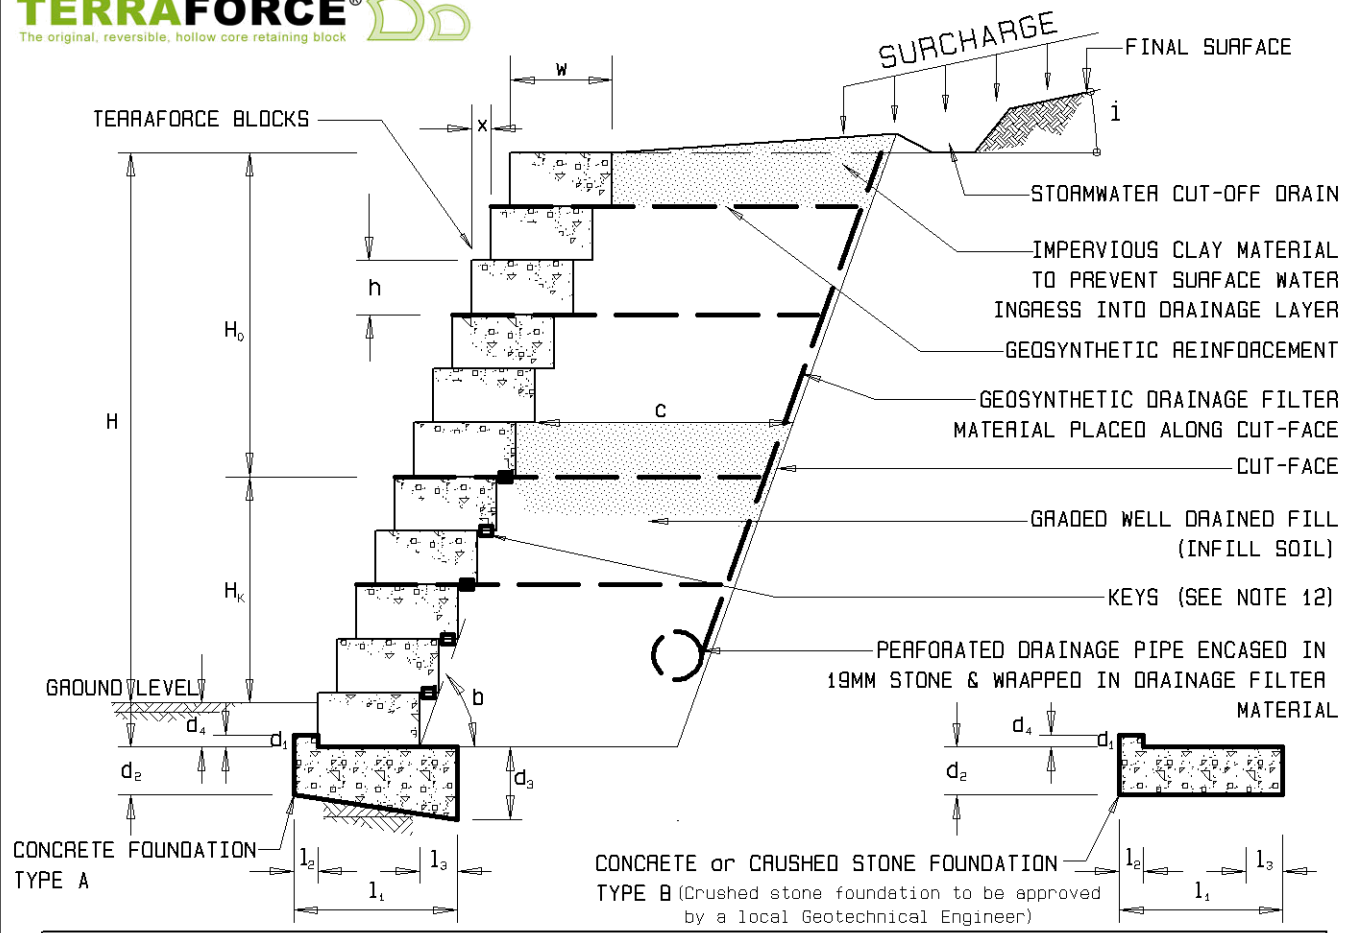 TERRAFORCE®
The original, reversible, hollow core retaining block
SURCHARGE
FINAL SURFACE
W
i
TERRAFORCE BLOCKS
x
STORMWATER CUT-OFF DRAIN
IMPERVIOUS CLAY MATERIAL
TO PREVENT SURFACE WATER
INGRESS INTO DRAINAGE LAYER
h
H₀
GEOSYNTHETIC REINFORCEMENT
GEOSYNTHETIC DRAINAGE FILTER
MATERIAL PLACED ALONG CUT-FACE
H
C
CUT-FACE
GRADED WELL DRAINED FILL
(INFILL SOIL)
Hₖ
KEYS (SEE NOTE 12)
PERFORATED DRAINAGE PIPE ENCASED IN
19MM STONE & WRAPPED IN DRAINAGE FILTER
MATERIAL
GROUND LEVEL
b
d₄
d₁
d₂
d₃
d₄
d₁
d₂
CONCRETE FOUNDATION
TYPE A
l₂
l₃
l₁
CONCRETE or CRUSHED STONE FOUNDATION
TYPE B (Crushed stone foundation to be approved
by a local Geotechnical Engineer)
l₂
l₃
l₁